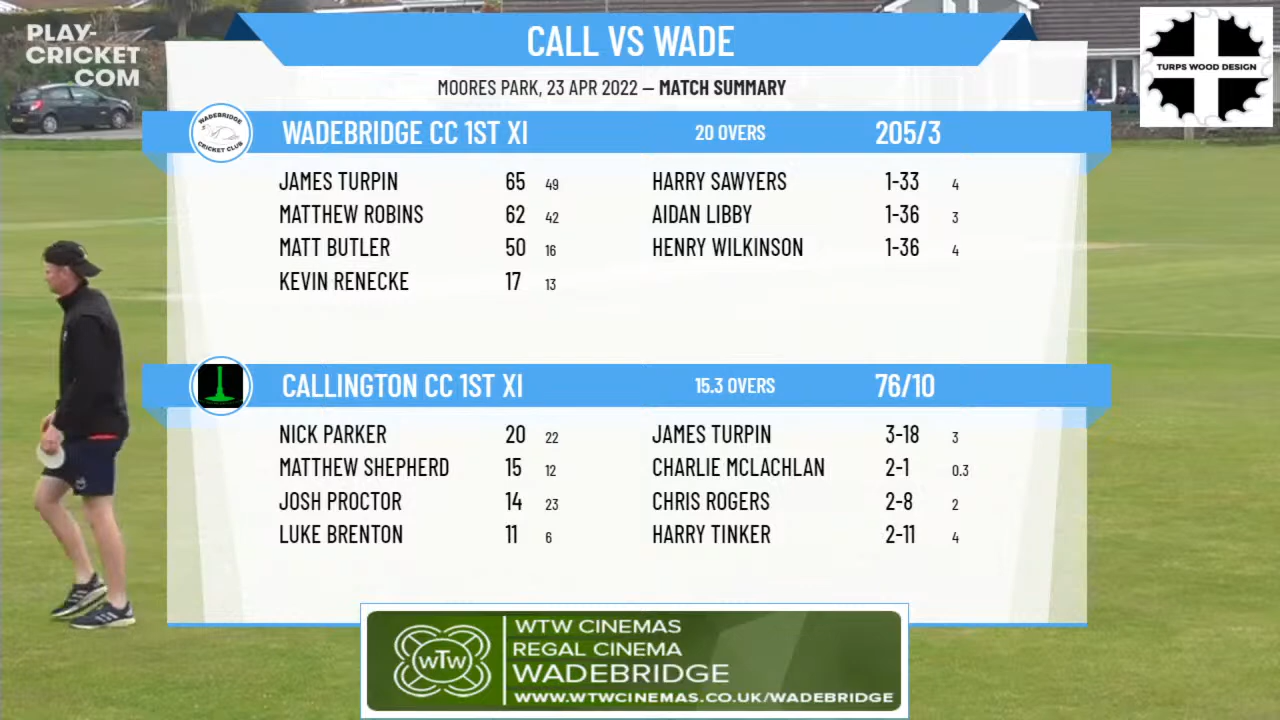 PLAY-
CRICKET
.COM
CALL VS WADE
TURPS WOOD DESIGN
MOORES PARK, 23 APR 2022 – MATCH SUMMARY
WADEBRIDGE
CRICKET CLUB
WADEBRIDGE CC 1ST XI 20 OVERS 205/3
JAMES TURPIN 65 49 HARRY SAWYERS 1-33 4
MATTHEW ROBINS 62 42 AIDAN LIBBY 1-36 3
MATT BUTLER 50 16 HENRY WILKINSON 1-36 4
KEVIN RENECKE 17 13
CALLINGTON CC 1ST XI 15.3 OVERS 76/10
NICK PARKER 20 22 JAMES TURPIN 3-18 3
MATTHEW SHEPHERD 15 12 CHARLIE MCLACHLAN 2-1 0.3
JOSH PROCTOR 14 23 CHRIS ROGERS 2-8 2
LUKE BRENTON 11 6 HARRY TINKER 2-11 4
WTW
WTW CINEMAS
REGAL CINEMA
WADEBRIDGE
WWW.WTWCINEMAS.CO.UK/WADEBRIDGE